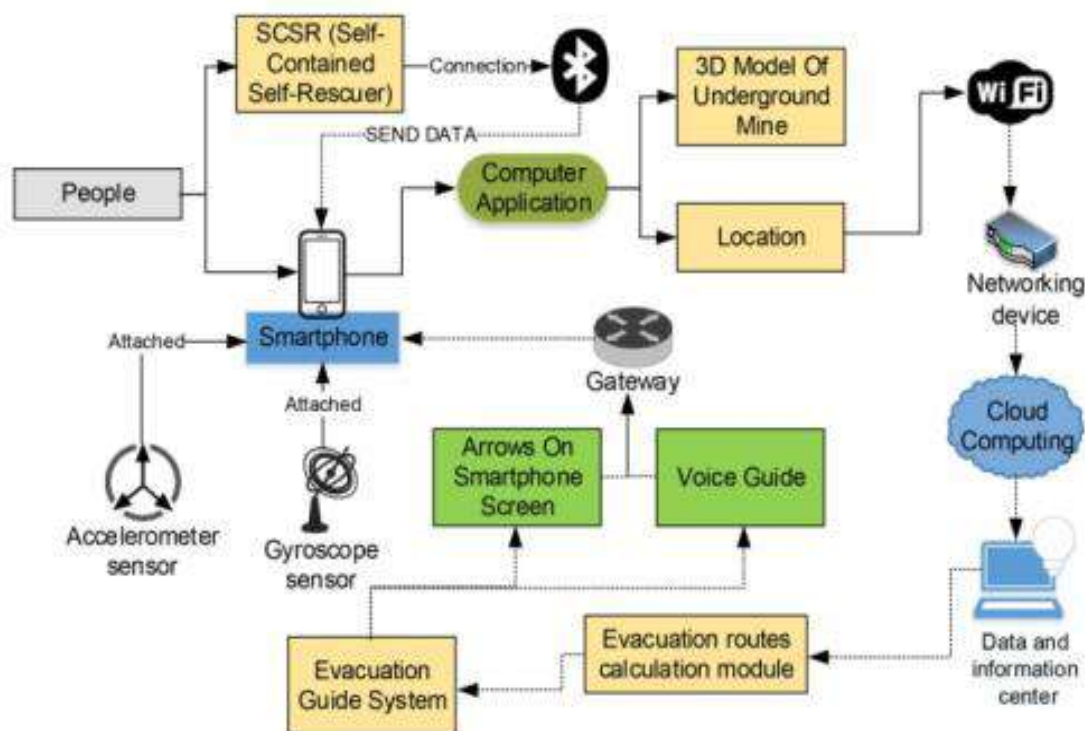 SCSR (Self-
Contained
Self-Rescuer)
Connection
3D Model Of
Underground
Mine
Wi Fi
SEND DATA
People
Computer
Application
Location
Networking
device
Attached
Smartphone
Gateway
Attached
Cloud
Computing
Arrows On
Smartphone
Screen
Voice Guide
Accelerometer
sensor
Gyroscope
sensor
Evacuation routes
calculation module
Data and
information
center
Evacuation
Guide System